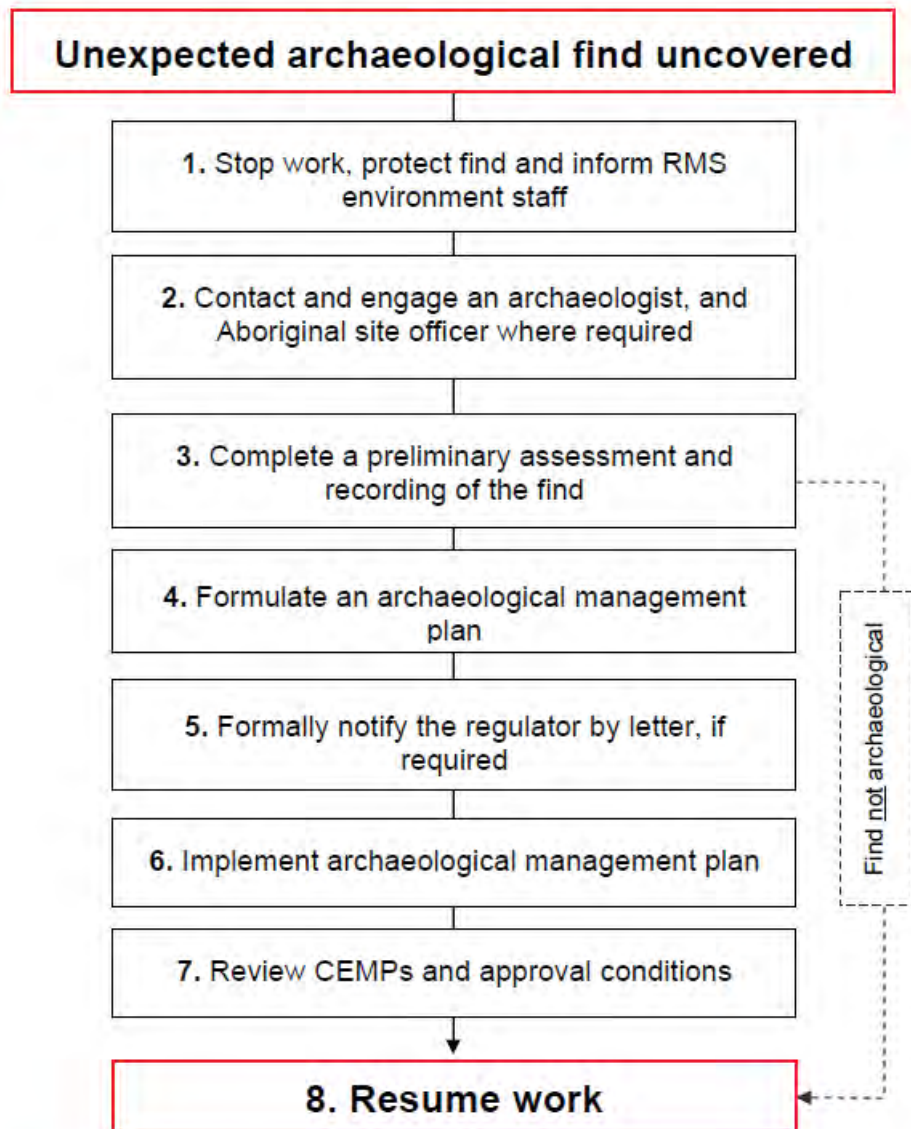 Unexpected archaeological find uncovered
1. Stop work, protect find and inform RMS
environment staff
2. Contact and engage an archaeologist, and
Aboriginal site officer where required
3. Complete a preliminary assessment and
recording of the find
4. Formulate an archaeological management
plan
5. Formally notify the regulator by letter, if
required
6. Implement archaeological management plan
7. Review CEMPs and approval conditions
Find not archaeological
8. Resume work